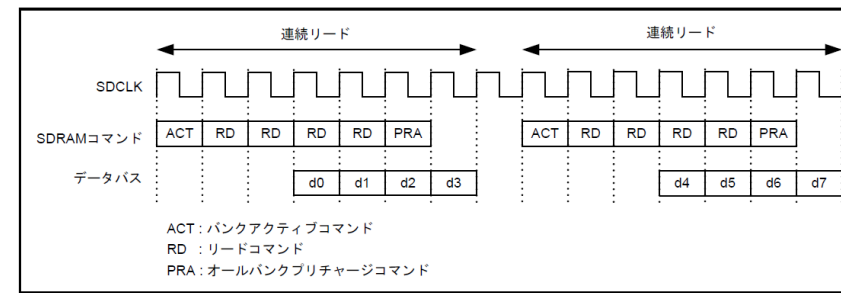 連続リード 連続リード
SDCLK
SDRAMコマンド ACT RD RD RD RD PRA ACT RD RD RD RD PRA
データバス d0 d1 d2 d3 d4 d5 d6 d7
ACT : バンクアクティブコマンド
RD : リードコマンド
PRA : オールバンクプリチャージコマンド